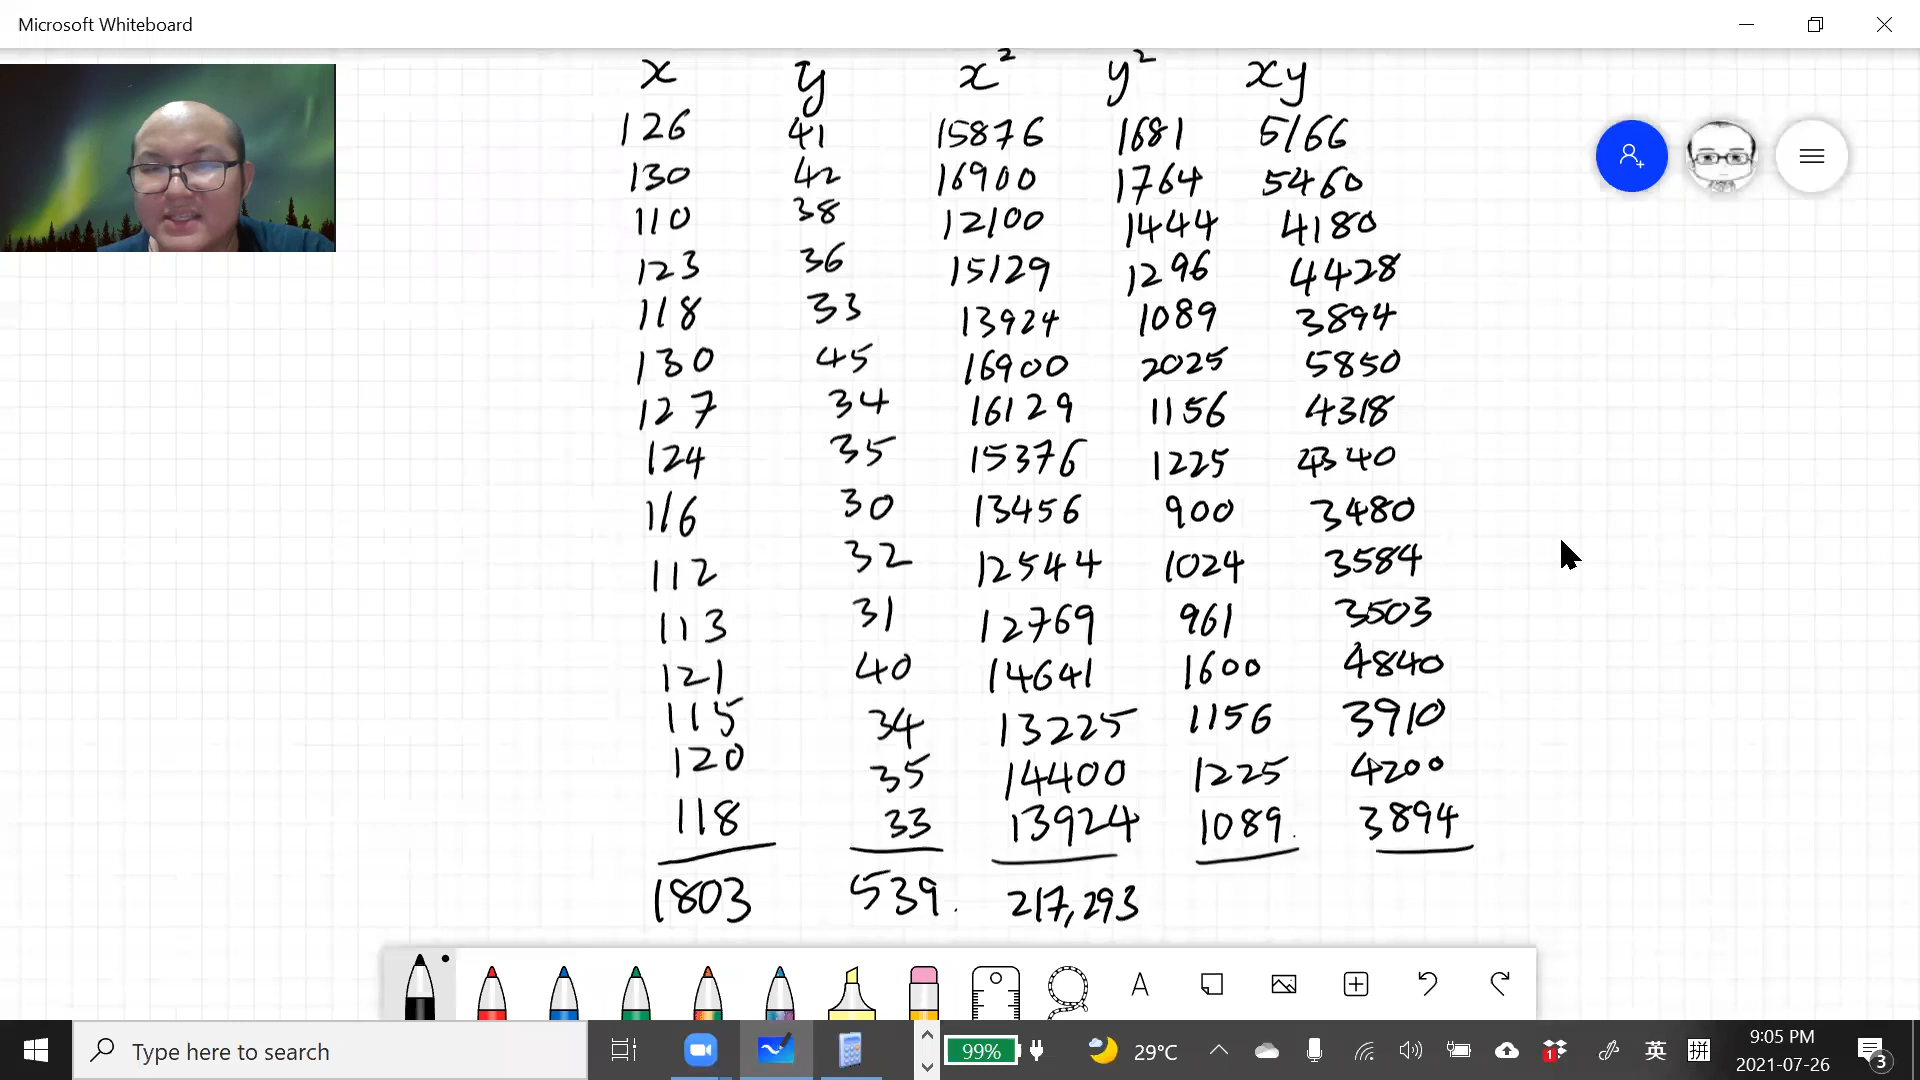 Microsoft Whiteboard
x y x² y² xy
126 41 15876 1681 5166
130 42 16900 1764 5460
110 38 12100 1444 4180
123 36 15129 1296 4428
118 33 13924 1089 3894
130 45 16900 2025 5850
127 34 16129 1156 4318
124 35 15376 1225 4340
116 30 13456 900 3480
112 32 12544 1024 3584
113 31 12769 961 3503
121 40 14641 1600 4840
115 34 13225 1156 3910
120 35 14400 1225 4200
118 33 13924 1089. 3894
1803 539. 217,293
A
Type here to search
99%
29°C
1
英
拼
9:05 PM
2021-07-26
3